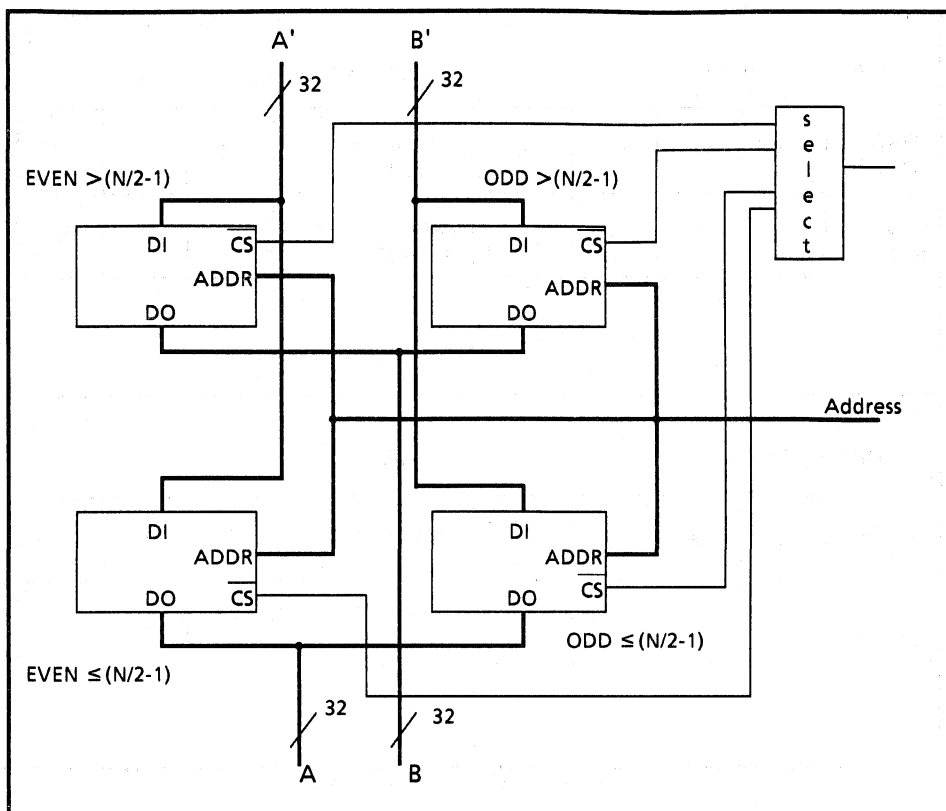 A' B'
32 32
s
e
l
e
c
t
EVEN >(N/2-1) ODD >(N/2-1)
DI CS DI CS
ADDR ADDR
DO DO
Address
DI DI
ADDR ADDR
DO CS DO CS
EVEN ≤(N/2-1) ODD ≤(N/2-1)
32 32
A B